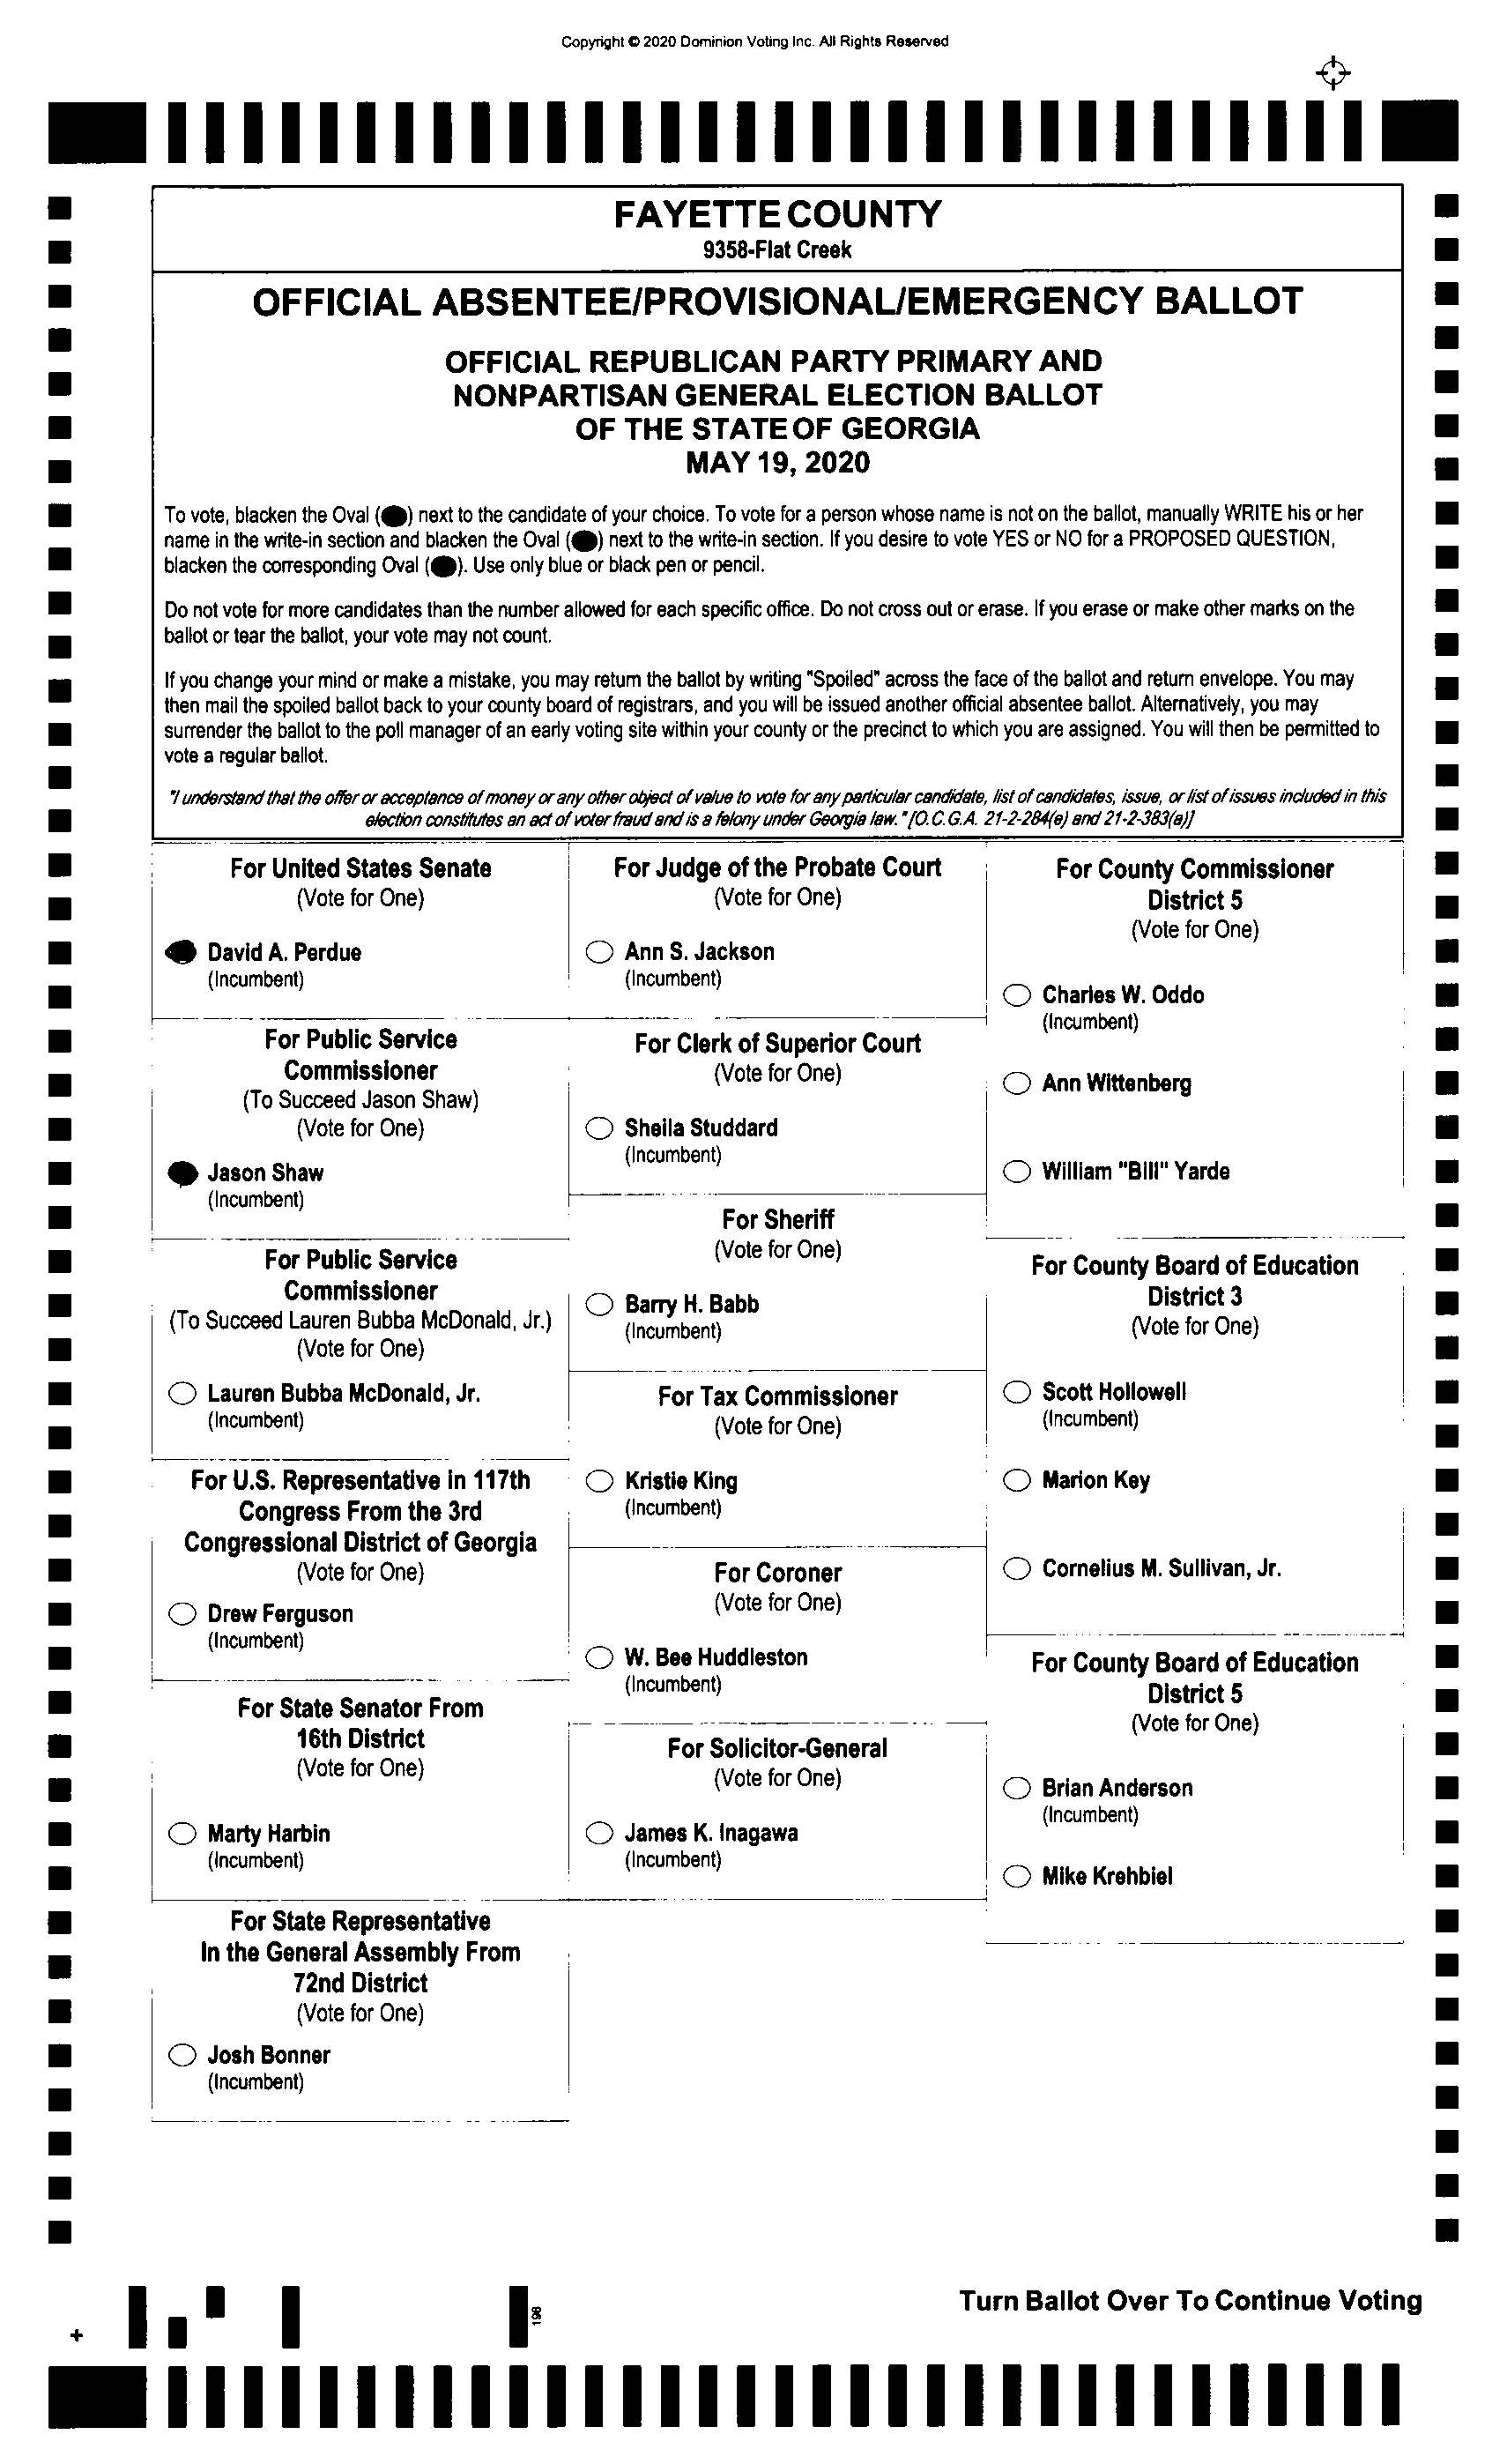 Copyright © 2020 Dominion Voting Inc. All Rights Reserved
FAYETTE COUNTY
9358-Flat Creek
OFFICIAL ABSENTEE/PROVISIONAL/EMERGENCY BALLOT
OFFICIAL REPUBLICAN PARTY PRIMARY AND
NONPARTISAN GENERAL ELECTION BALLOT
OF THE STATE OF GEORGIA
MAY 19, 2020
To vote, blacken the Oval (⬬) next to the candidate of your choice. To vote for a person whose name is not on the ballot, manually WRITE his or her
name in the write-in section and blacken the Oval (⬬) next to the write-in section. If you desire to vote YES or NO for a PROPOSED QUESTION,
blacken the corresponding Oval (⬬). Use only blue or black pen or pencil.
Do not vote for more candidates than the number allowed for each specific office. Do not cross out or erase. If you erase or make other marks on the
ballot or tear the ballot, your vote may not count.
If you change your mind or make a mistake, you may return the ballot by writing "Spoiled" across the face of the ballot and return envelope. You may
then mail the spoiled ballot back to your county board of registrars, and you will be issued another official absentee ballot. Alternatively, you may
surrender the ballot to the poll manager of an early voting site within your county or the precinct to which you are assigned. You will then be permitted to
vote a regular ballot.
"I understand that the offer or acceptance of money or any other object of value to vote for any particular candidate, list of candidates, issue, or list of issues included in this
election constitutes an act of voter fraud and is a felony under Georgia law." [O.C.G.A. 21-2-284(e) and 21-2-383(a)]
For United States Senate
(Vote for One)
David A. Perdue
(Incumbent)
For Public Service
Commissioner
(To Succeed Jason Shaw)
(Vote for One)
Jason Shaw
(Incumbent)
For Public Service
Commissioner
(To Succeed Lauren Bubba McDonald, Jr.)
(Vote for One)
Lauren Bubba McDonald, Jr.
(Incumbent)
For U.S. Representative in 117th
Congress From the 3rd
Congressional District of Georgia
(Vote for One)
Drew Ferguson
(Incumbent)
For State Senator From
16th District
(Vote for One)
Marty Harbin
(Incumbent)
For State Representative
In the General Assembly From
72nd District
(Vote for One)
Josh Bonner
(Incumbent)
For Judge of the Probate Court
(Vote for One)
Ann S. Jackson
(Incumbent)
For Clerk of Superior Court
(Vote for One)
Sheila Studdard
(Incumbent)
For Sheriff
(Vote for One)
Barry H. Babb
(Incumbent)
For Tax Commissioner
(Vote for One)
Kristie King
(Incumbent)
For Coroner
(Vote for One)
W. Bee Huddleston
(Incumbent)
For Solicitor-General
(Vote for One)
James K. Inagawa
(Incumbent)
For County Commissioner
District 5
(Vote for One)
Charles W. Oddo
(Incumbent)
Ann Wittenberg
William "Bill" Yarde
For County Board of Education
District 3
(Vote for One)
Scott Hollowell
(Incumbent)
Marion Key
Cornelius M. Sullivan, Jr.
For County Board of Education
District 5
(Vote for One)
Brian Anderson
(Incumbent)
Mike Krehbiel
Turn Ballot Over To Continue Voting
+
198